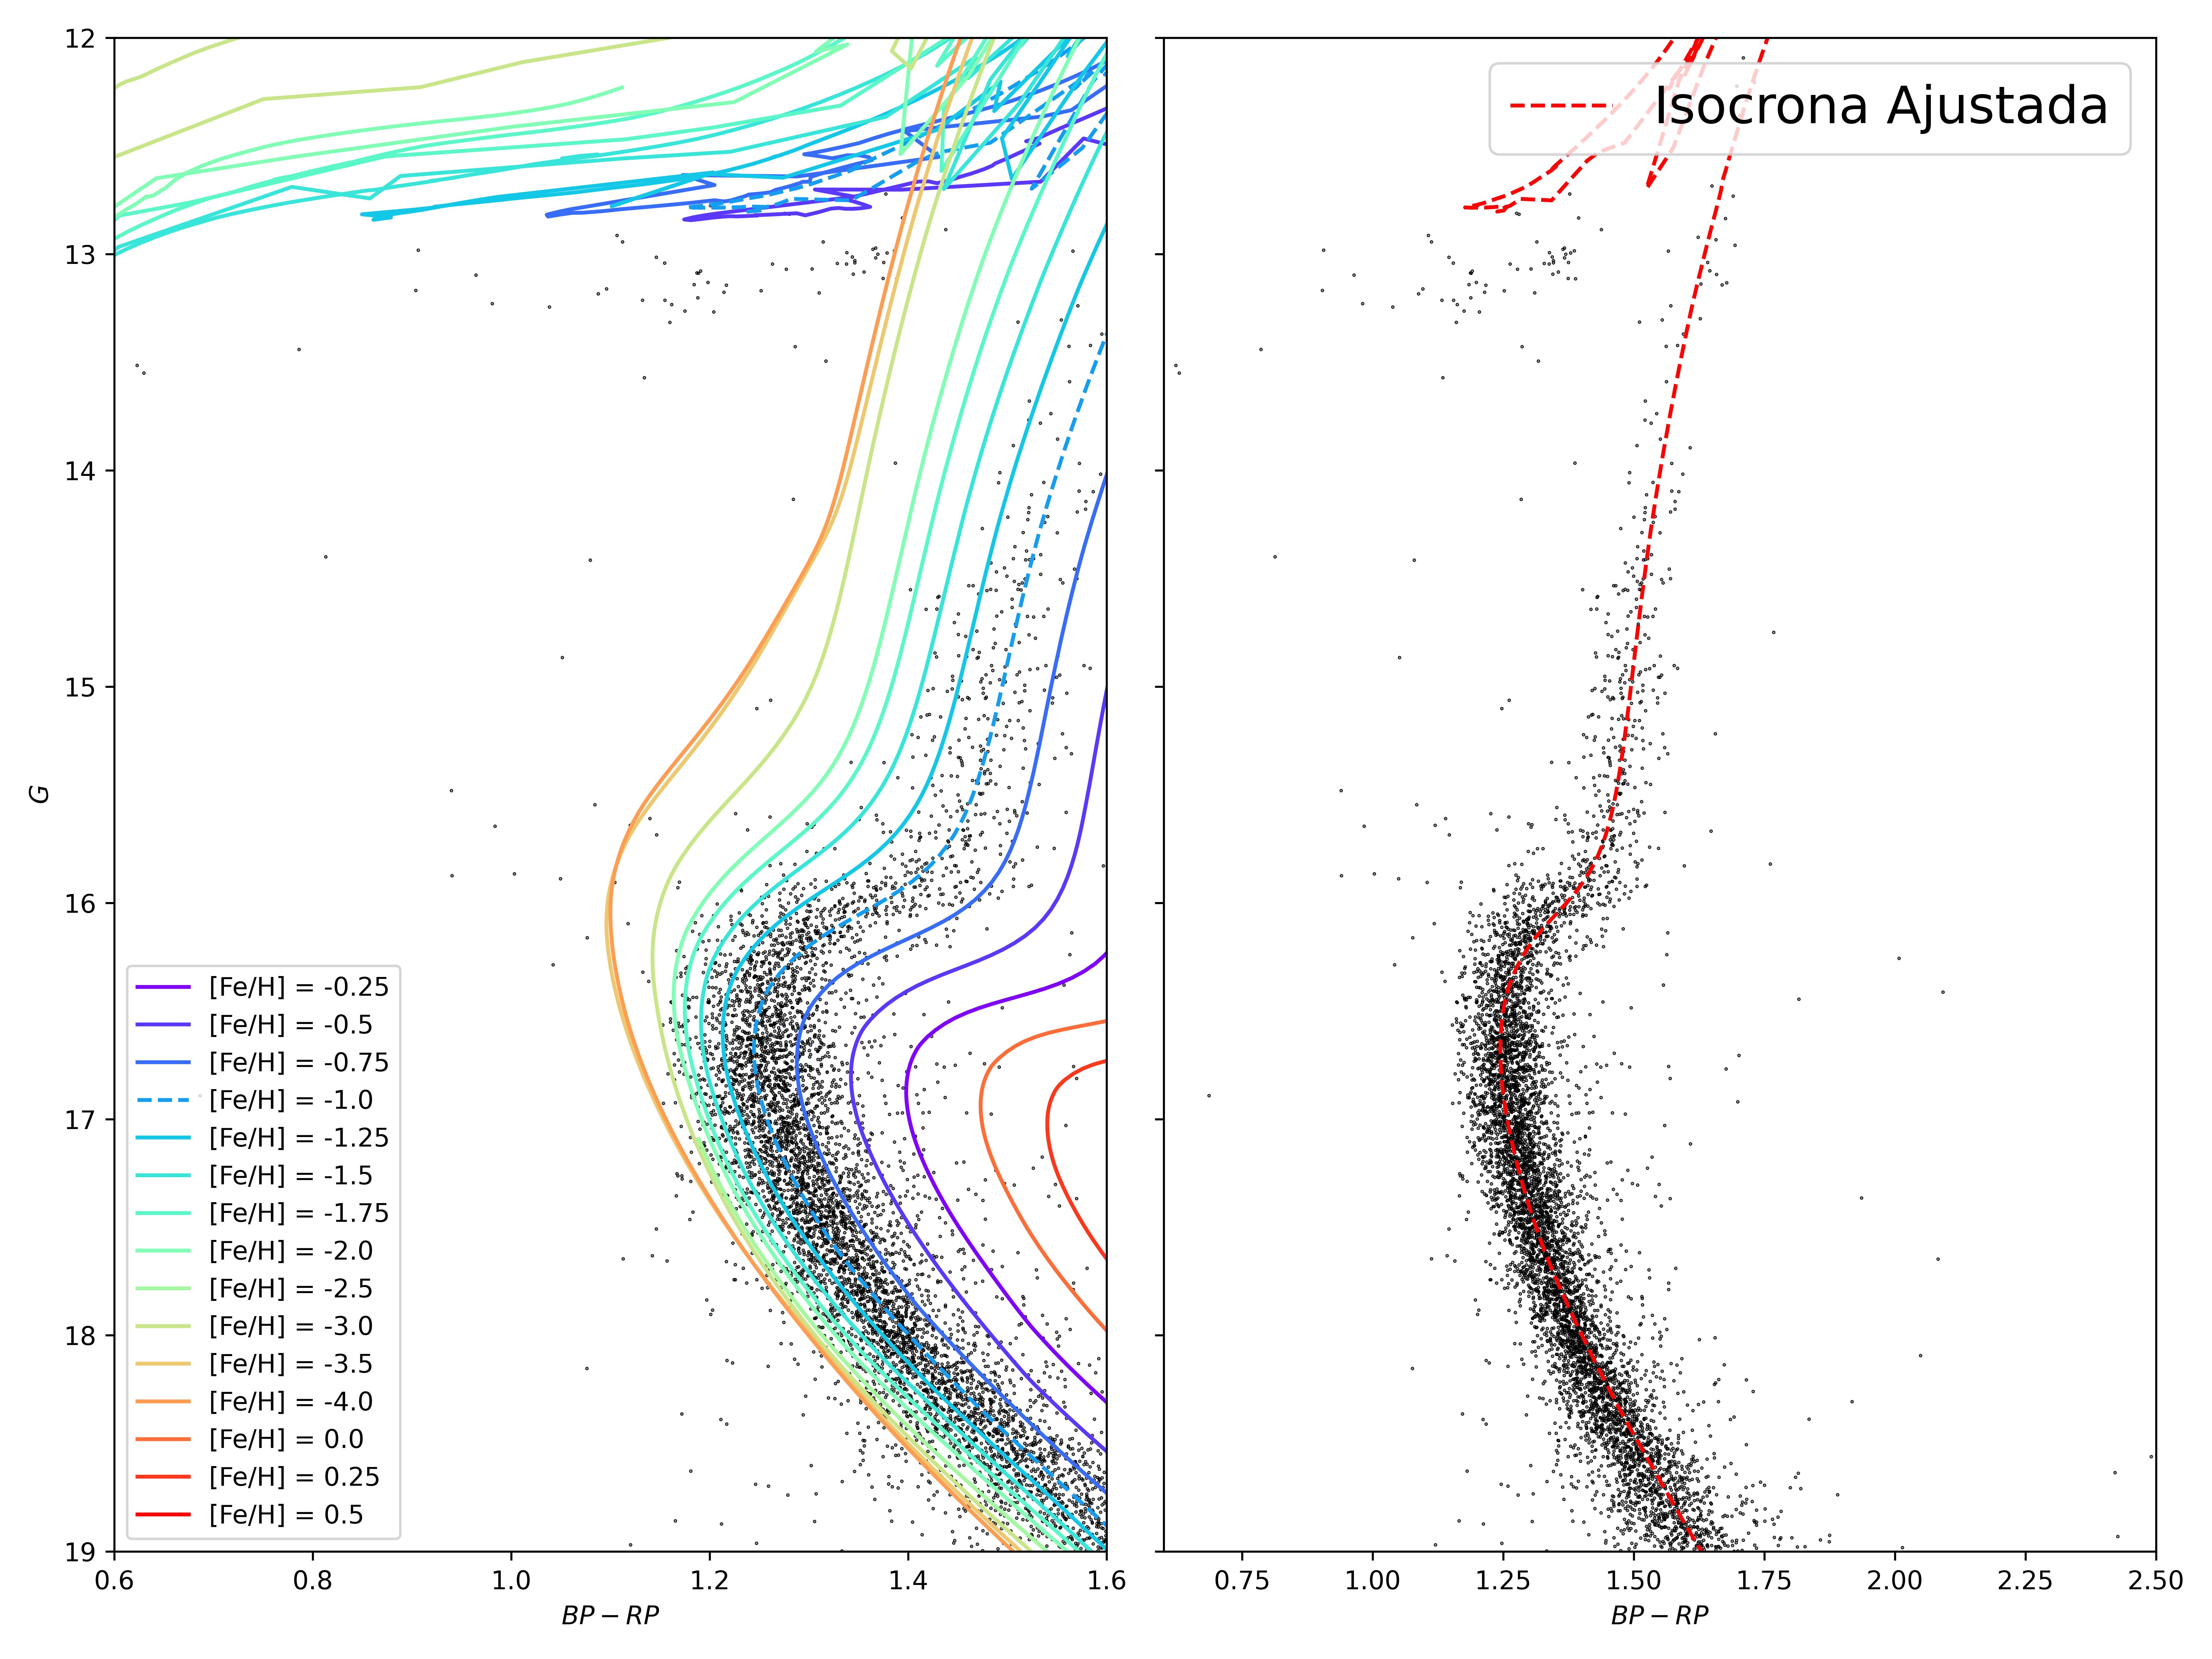 12
13
14
15
16
17
18
19
G
0.6 0.8 1.0 1.2 1.4 1.6
BP − RP
[Fe/H] = -0.25
[Fe/H] = -0.5
[Fe/H] = -0.75
[Fe/H] = -1.0
[Fe/H] = -1.25
[Fe/H] = -1.5
[Fe/H] = -1.75
[Fe/H] = -2.0
[Fe/H] = -2.5
[Fe/H] = -3.0
[Fe/H] = -3.5
[Fe/H] = -4.0
[Fe/H] = 0.0
[Fe/H] = 0.25
[Fe/H] = 0.5
Isocrona Ajustada
0.75 1.00 1.25 1.50 1.75 2.00 2.25 2.50
BP − RP